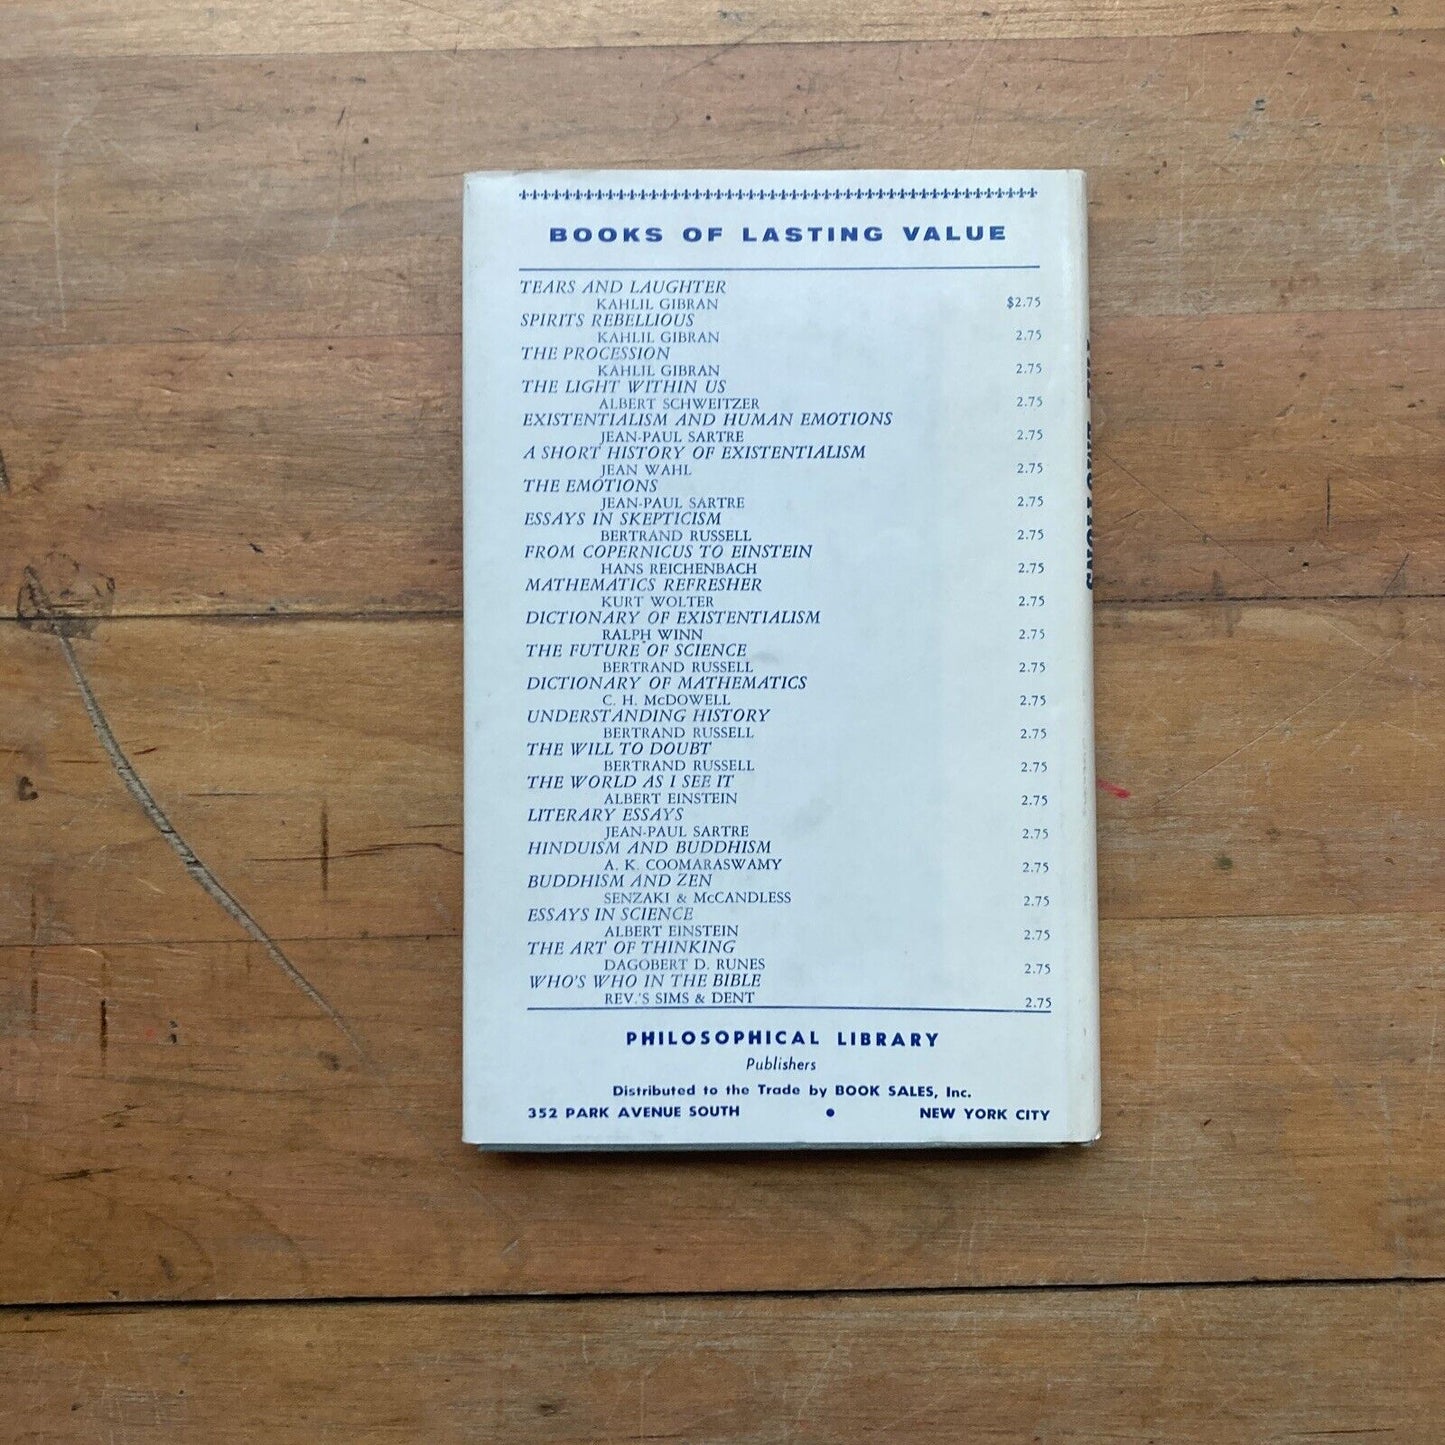 BOOKS OF LASTING VALUE
TEARS AND LAUGHTER
KAHLIL GIBRAN $2.75
SPIRITS REBELLIOUS
KAHLIL GIBRAN 2.75
THE PROCESSION
KAHLIL GIBRAN 2.75
THE LIGHT WITHIN US
ALBERT SCHWEITZER 2.75
EXISTENTIALISM AND HUMAN EMOTIONS
JEAN-PAUL SARTRE 2.75
A SHORT HISTORY OF EXISTENTIALISM
JEAN WAHL 2.75
THE EMOTIONS
JEAN-PAUL SARTRE 2.75
ESSAYS IN SKEPTICISM
BERTRAND RUSSELL 2.75
FROM COPERNICUS TO EINSTEIN
HANS REICHENBACH 2.75
MATHEMATICS REFRESHER
KURT WOLTER 2.75
DICTIONARY OF EXISTENTIALISM
RALPH WINN 2.75
THE FUTURE OF SCIENCE
BERTRAND RUSSELL 2.75
DICTIONARY OF MATHEMATICS
C. H. McDOWELL 2.75
UNDERSTANDING HISTORY
BERTRAND RUSSELL 2.75
THE WILL TO DOUBT
BERTRAND RUSSELL 2.75
THE WORLD AS I SEE IT
ALBERT EINSTEIN 2.75
LITERARY ESSAYS
JEAN-PAUL SARTRE 2.75
HINDUISM AND BUDDHISM
A. K. COOMARASWAMY 2.75
BUDDHISM AND ZEN
SENZAKI & McCANDLESS 2.75
ESSAYS IN SCIENCE
ALBERT EINSTEIN 2.75
THE ART OF THINKING
DAGOBERT D. RUNES 2.75
WHO'S WHO IN THE BIBLE
REV.'S SIMS & DENT 2.75
PHILOSOPHICAL LIBRARY
Publishers
Distributed to the Trade by BOOK SALES, Inc.
352 PARK AVENUE SOUTH • NEW YORK CITY
EMOTIONS